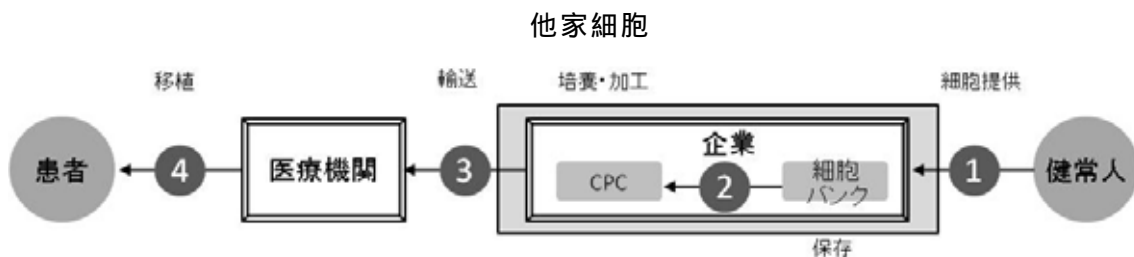 他家細胞
移植
輸送
培養・加工
細胞提供
患者
4
医療機関
3
企業
CPC
2
細胞
バンク
1
健常人
保存